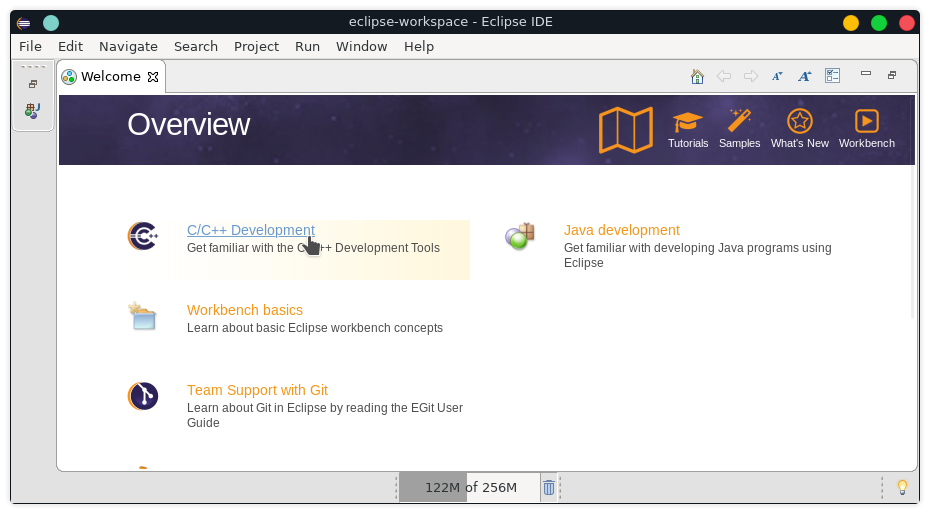 eclipse-workspace - Eclipse IDE
File Edit Navigate Search Project Run Window Help
Welcome
Overview
Tutorials Samples What's New Workbench
C/C++ Development
Get familiar with the C/C++ Development Tools
Java development
Get familiar with developing Java programs using
Eclipse
Workbench basics
Learn about basic Eclipse workbench concepts
Team Support with Git
Learn about Git in Eclipse by reading the EGit User
Guide
122M of 256M